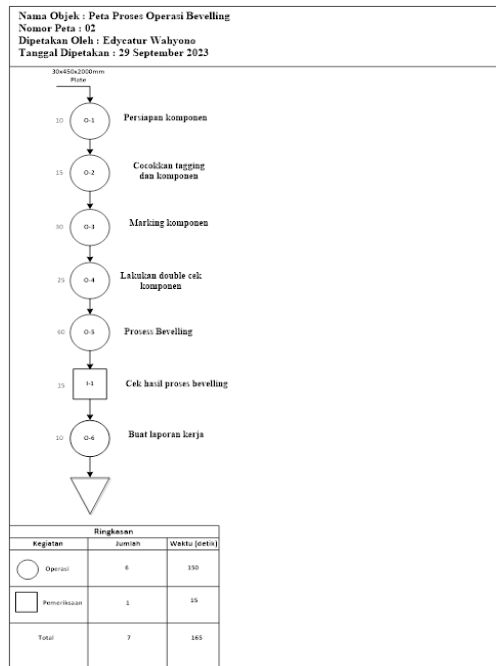 Nama Objek : Peta Proses Operasi Bevelling
Nomor Peta : 02
Dipetakan Oleh : Edycatur Wahyono
Tanggal Dipetakan : 29 September 2023
30x450x2000mm
Plate
10 O-1 Persiapan komponen
15 O-2 Cocokkan tagging
dan komponen
30 O-3 Marking komponen
25 O-4 Lakukan double cek
komponen
60 O-5 Prosess Bevelling
15 I-1 Cek hasil proses bevelling
10 O-6 Buat laporan kerja
Ringkasan
Kegiatan Jumlah Waktu (detik)
Operasi 6 150
Pemeriksaan 1 15
Total 7 165